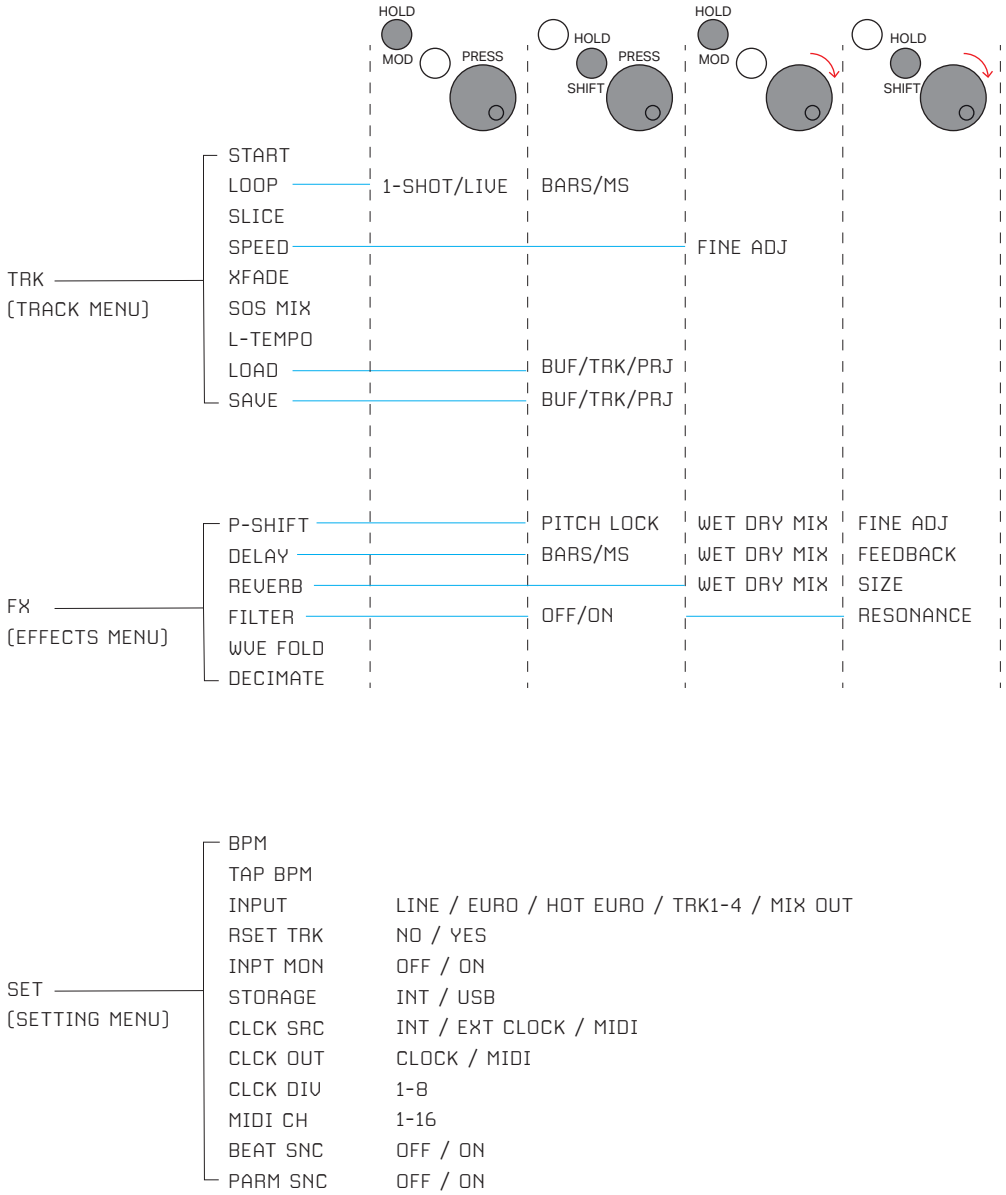 HOLD HOLD
HOLD HOLD
MOD PRESS SHIFT PRESS MOD SHIFT
START
LOOP 1-SHOT/LIVE BARS/MS
SLICE
SPEED FINE ADJ
TRK XFADE
(TRACK MENU) SOS MIX
L-TEMPO
LOAD BUF/TRK/PRJ
SAVE BUF/TRK/PRJ
P-SHIFT PITCH LOCK WET DRY MIX FINE ADJ
DELAY BARS/MS WET DRY MIX FEEDBACK
REVERB WET DRY MIX SIZE
FX FILTER OFF/ON RESONANCE
(EFFECTS MENU) WVE FOLD
DECIMATE
BPM
TAP BPM
INPUT LINE / EURO / HOT EURO / TRK1-4 / MIX OUT
RSET TRK NO / YES
INPT MON OFF / ON
SET STORAGE INT / USB
(SETTING MENU) CLCK SRC INT / EXT CLOCK / MIDI
CLCK OUT CLOCK / MIDI
CLCK DIV 1-8
MIDI CH 1-16
BEAT SNC OFF / ON
PARM SNC OFF / ON